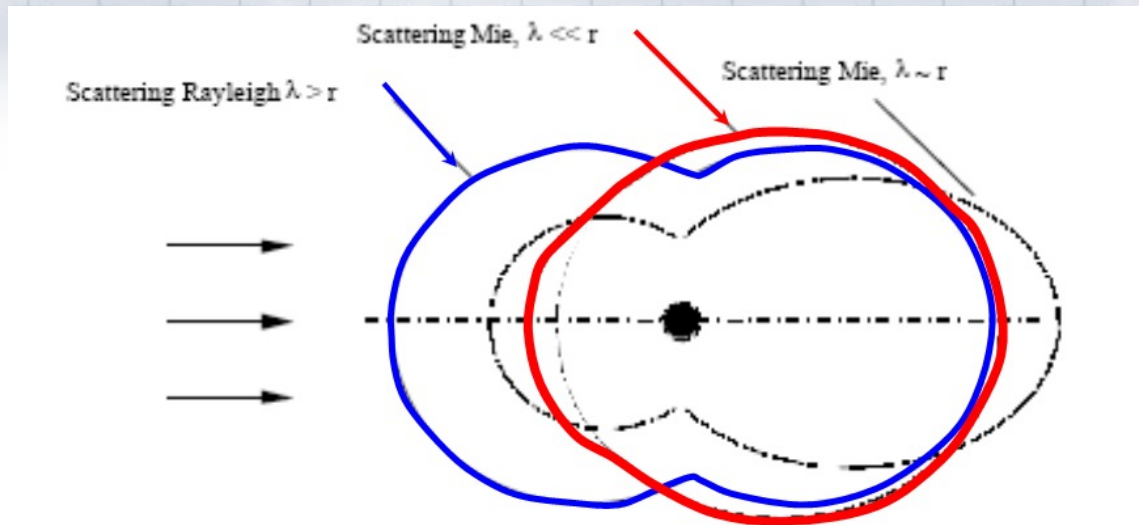 Scattering Mie, λ << r
Scattering Mie, λ ~ r
Scattering Rayleigh λ > r